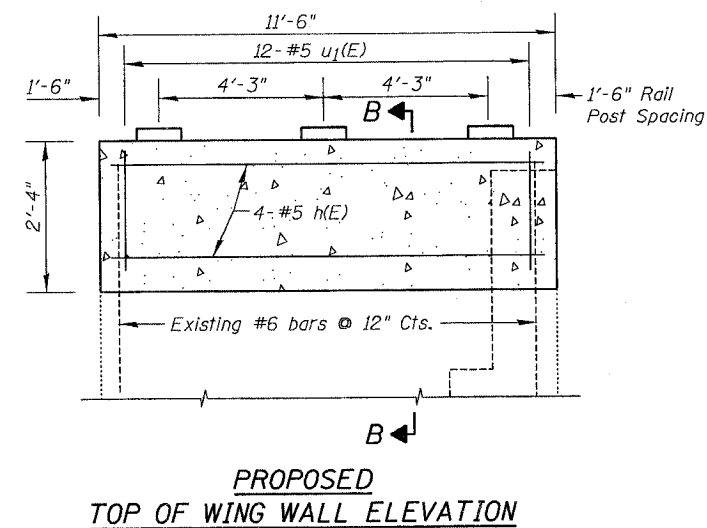 11'-6"
12- #5 u1(E)
1'-6"
4'-3"
4'-3"
B
1'-6" Rail
Post Spacing
2'-4"
4- #5 h(E)
Existing #6 bars @ 12" Cts.
B
PROPOSED
TOP OF WING WALL ELEVATION